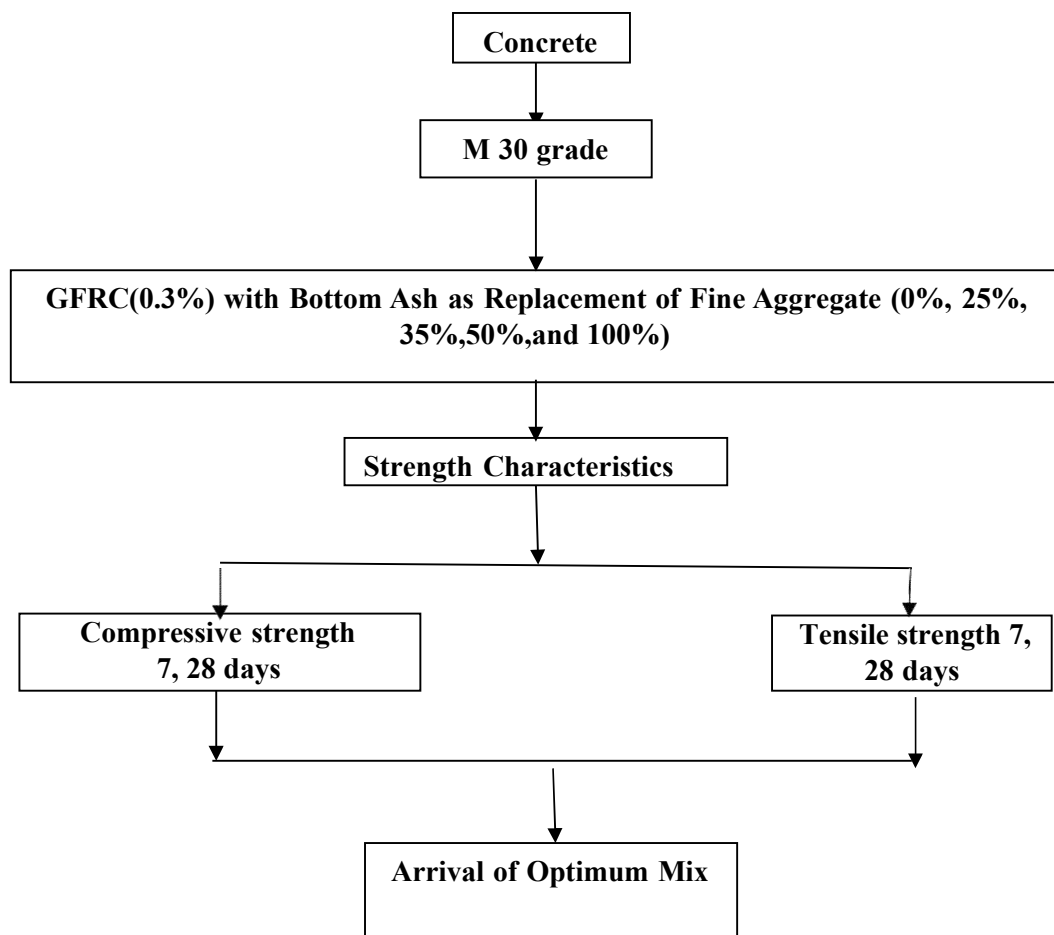 Concrete
M 30 grade
GFRC(0.3%) with Bottom Ash as Replacement of Fine Aggregate (0%, 25%,
35%,50%,and 100%)
Strength Characteristics
Compressive strength
7, 28 days
Tensile strength 7,
28 days
Arrival of Optimum Mix